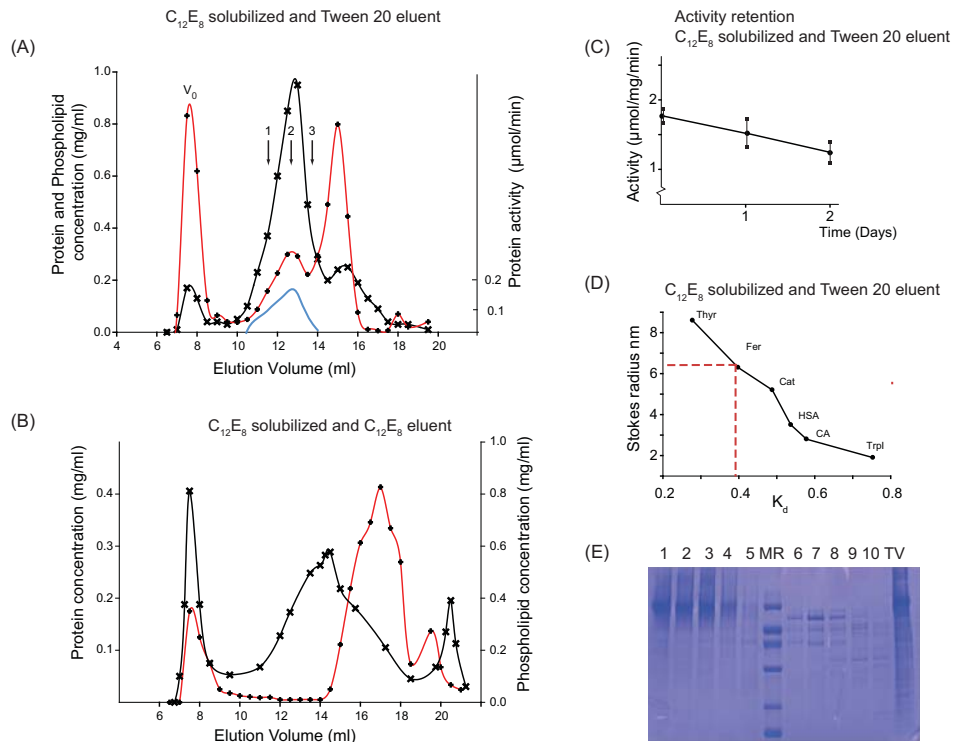 (A)
C₁₂E₈ solubilized and Tween 20 eluent
Protein and Phospholipid
concentration (mg/ml)
1.0
0.8
0.6
0.4
0.2
0.0
V₀
1 2 3
0.2
0.1
Protein activity (µmol/min)
4 6 8 10 12 14 16 18 20
Elution Volume (ml)
(B)
C₁₂E₈ solubilized and C₁₂E₈ eluent
Protein concentration (mg/ml)
0.4
0.3
0.2
0.1
1.0
0.8
0.6
0.4
0.2
0.0
Phospholipid concentration (mg/ml)
6 8 10 12 14 16 18 20
Elution Volume (ml)
(C)
Activity retention
C₁₂E₈ solubilized and Tween 20 eluent
Activity (µmol/mg/min)
2
1
1 2
Time (Days)
(D)
C₁₂E₈ solubilized and Tween 20 eluent
Stokes radius nm
8
6
4
2
Thyr
Fer
Cat
HSA
CA
Trpl
0.2 0.4 0.6 0.8
K_d
(E)
1 2 3 4 5 MR 6 7 8 9 10 TV